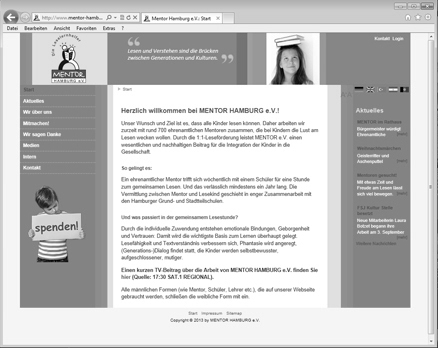 http://www.mentor-hamb...
Mentor Hamburg e.V.: Start
Datei Bearbeiten Ansicht Favoriten Extras ?
Die Leselernhelfer
MENTOR
HAMBURG
„Lesen und Verstehen sind die Brücken
zwischen Generationen und Kulturen.
Kontakt Login
Start
Aktuelles
Wir über uns
Mitmachen!
Wir sagen Danke
Medien
Intern
Kontakt
spenden!
Start
Herzlich willkommen bei MENTOR HAMBURG e.V.!
Unser Wunsch und Ziel ist es, dass alle Kinder lesen können. Daher arbeiten wir
zurzeit mit rund 700 ehrenamtlichen Mentoren zusammen, die bei Kindern die Lust am
Lesen wecken wollen. Durch die 1:1-Leseförderung leistet MENTOR e.V. einen
wesentlichen und nachhaltigen Beitrag für die Integration der Kinder in die
Gesellschaft.
So gelingt es:
Ein ehrenamtlicher Mentor trifft sich wöchentlich mit einem Schüler für eine Stunde
zum gemeinsamen Lesen. Und das verlässlich mindestens ein Jahr lang. Die
Vermittlung zwischen Mentor und Lesekind geschieht in enger Zusammenarbeit mit
den Hamburger Grund- und Stadtteilschulen.
Und was passiert in der gemeinsamen Lesestunde?
Durch die individuelle Zuwendung entstehen emotionale Bindungen, Geborgenheit
und Vertrauen. Damit wird die wichtigste Basis zum Lernen überhaupt gelegt.
Lesefähigkeit und Textverständnis verbessern sich, Phantasie wird angeregt,
(Generations-)Dialog findet statt, die Kinder werden selbstbewusster,
aufgeschlossener, mutiger.
Einen kurzen TV-Beitrag über die Arbeit von MENTOR HAMBURG e.V. finden Sie
hier (Quelle: 17:30 SAT.1 REGIONAL).
Alle männlichen Formen (wie Mentor, Schüler, Lehrer etc.), die auf unserer Webseite
gebraucht werden, schließen die weibliche Form mit ein.
Aktuelles
MENTOR im Rathaus
Bürgermeister würdigt
Ehrenamtliche
Geistertiller and
Mentoren gesucht
Mit etwas Zeit und
Freude am Lesen lässt
sich viel bewegen
FSJ Kultur
Neue Mitarbeiterin Laura
Bobzt begann ihre
Arbeit am 3. September
Weitere Nachrichten
Start Impressum Sitemap
Copyright © 2013 by MENTOR HAMBURG e.V.